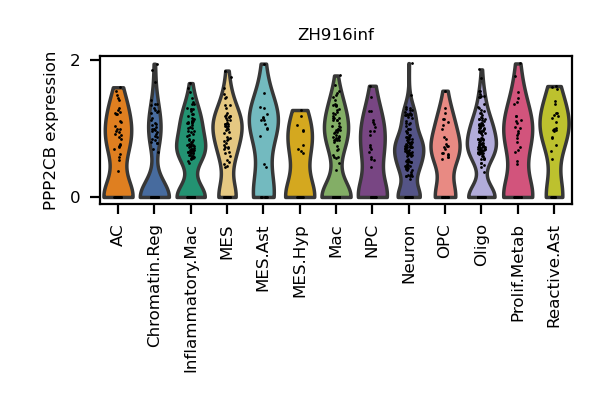 ZH916inf
PPP2CB expression
2
0
AC
Chromatin.Reg
Inflammatory.Mac
MES
MES.Ast
MES.Hyp
Mac
NPC
Neuron
OPC
Oligo
Prolif.Metab
Reactive.Ast